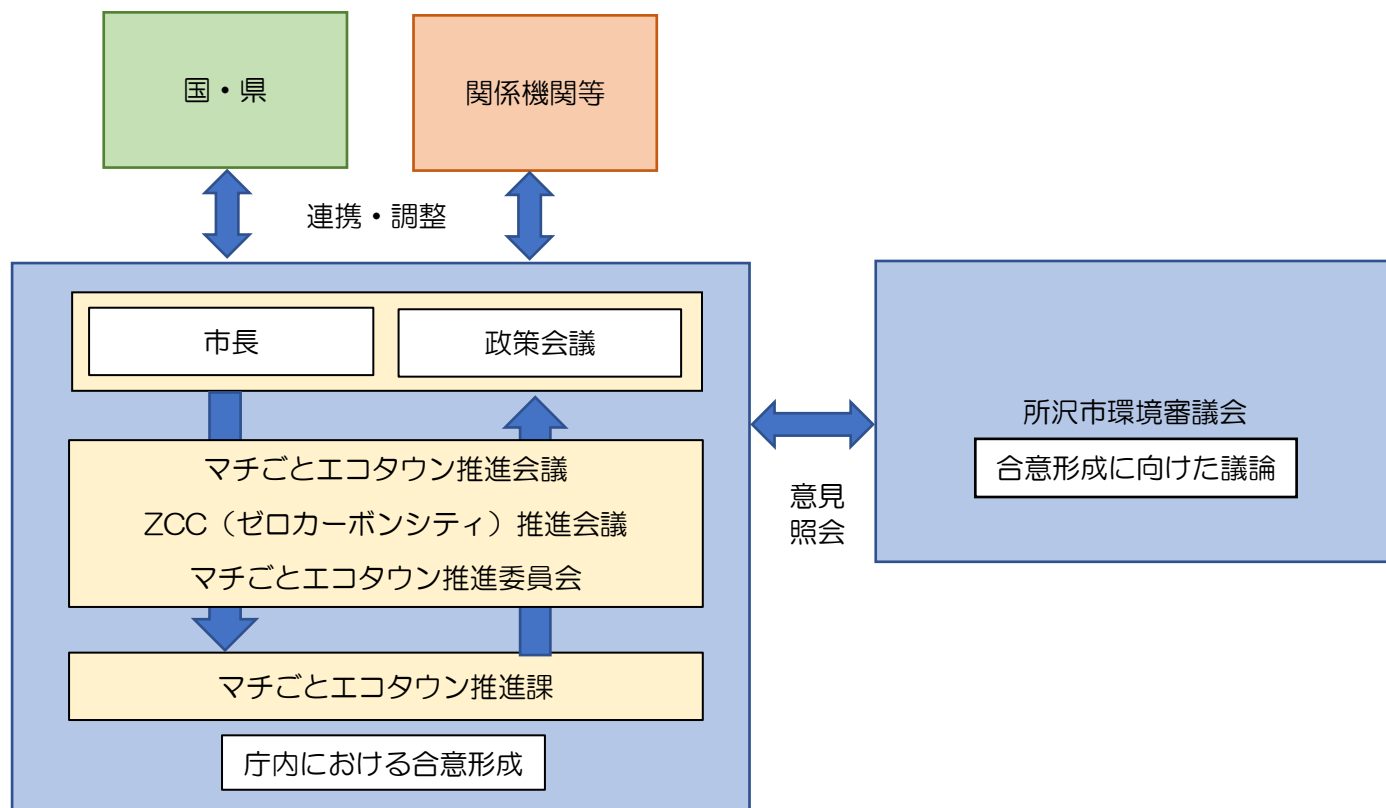 国・県
関係機関等
連携・調整
市長
政策会議
マチごとエコタウン推進会議
ZCC（ゼロカーボンシティ）推進会議
マチごとエコタウン推進委員会
マチごとエコタウン推進課
庁内における合意形成
意見
照会
所沢市環境審議会
合意形成に向けた議論